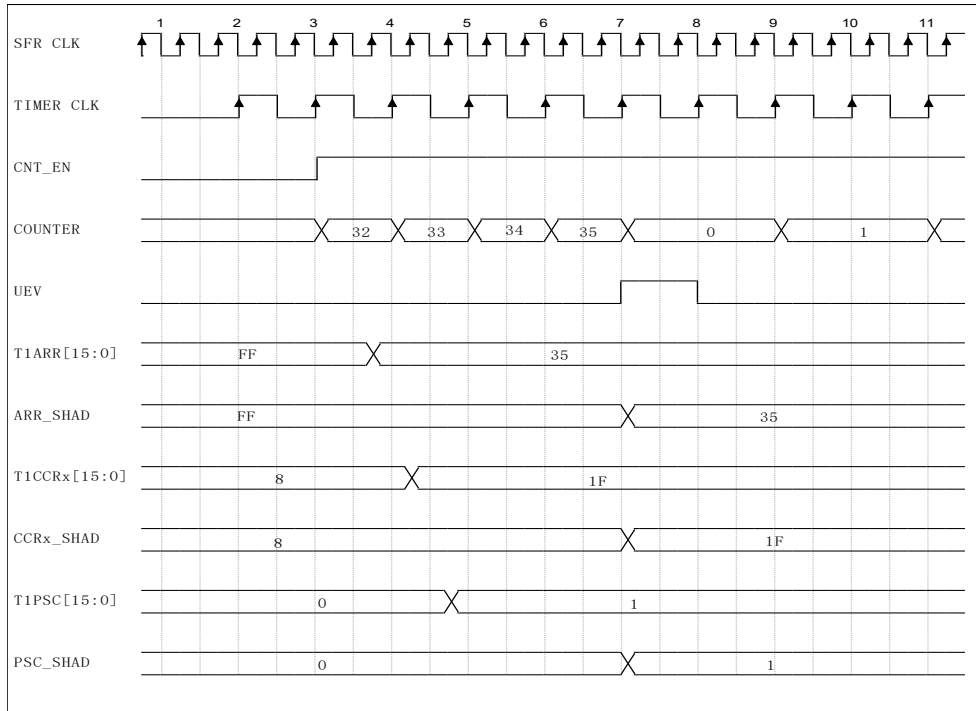 1 2 3 4 5 6 7 8 9 10 11
SFR CLK
TIMER CLK
CNT_EN
COUNTER 32 33 34 35 0 1
UEV
T1ARR[15:0] FF 35
ARR_SHAD FF 35
T1CCRx[15:0] 8 1F
CCRx_SHAD 8 1F
T1PSC[15:0] 0 1
PSC_SHAD 0 1